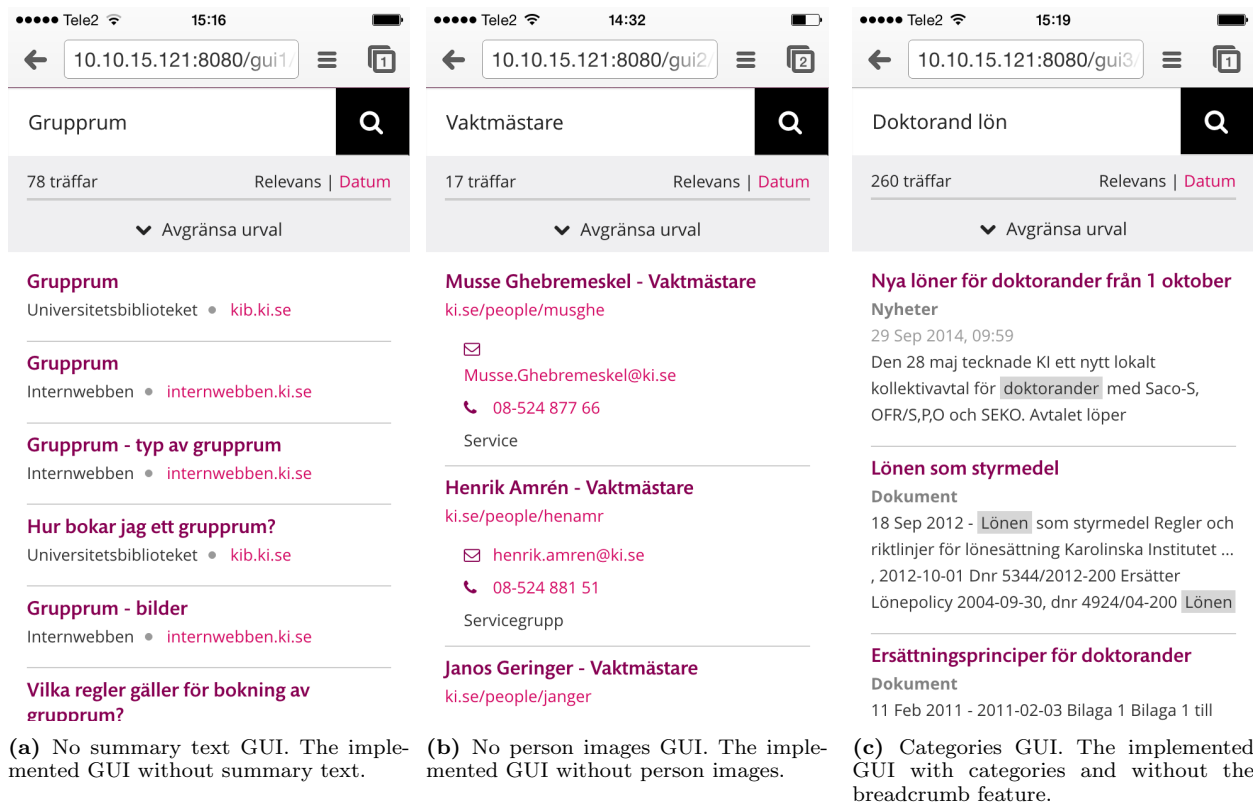 Tele2 15:16
10.10.15.121:8080/gui1/
1
Grupprum
78 träffar Relevans | Datum
Avgränsa urval
Grupprum
Universitetsbiblioteket • kib.ki.se
Grupprum
Internwebben • internwebben.ki.se
Grupprum - typ av grupprum
Internwebben • internwebben.ki.se
Hur bokar jag ett grupprum?
Universitetsbiblioteket • kib.ki.se
Grupprum - bilder
Internwebben • internwebben.ki.se
Vilka regler gäller för bokning av
grupprum?
(a) No summary text GUI. The imple-
mented GUI without summary text.
Tele2 14:32
10.10.15.121:8080/gui2/
2
Vaktmästare
17 träffar Relevans | Datum
Avgränsa urval
Musse Ghebremeskel - Vaktmästare
ki.se/people/musghe
Musse.Ghebremeskel@ki.se
08-524 877 66
Service
Henrik Amrén - Vaktmästare
ki.se/people/henamr
henrik.amren@ki.se
08-524 881 51
Servicegrupp
Janos Geringer - Vaktmästare
ki.se/people/janger
(b) No person images GUI. The imple-
mented GUI without person images.
Tele2 15:19
10.10.15.121:8080/gui3/
1
Doktorand lön
260 träffar Relevans | Datum
Avgränsa urval
Nya löner för doktorander från 1 oktober
Nyheter
29 Sep 2014, 09:59
Den 28 maj tecknade KI ett nytt lokalt
kollektivavtal för doktorander med Saco-S,
OFR/S,P,O och SEKO. Avtalet löper
Lönen som styrmedel
Dokument
18 Sep 2012 - Lönen som styrmedel Regler och
riktlinjer för lönesättning Karolinska Institutet ...
, 2012-10-01 Dnr 5344/2012-200 Ersätter
Lönepolicy 2004-09-30, dnr 4924/04-200 Lönen
Ersättningsprinciper för doktorander
Dokument
11 Feb 2011 - 2011-02-03 Bilaga 1 Bilaga 1 till
(c) Categories GUI. The implemented
GUI with categories and without the
breadcrumb feature.